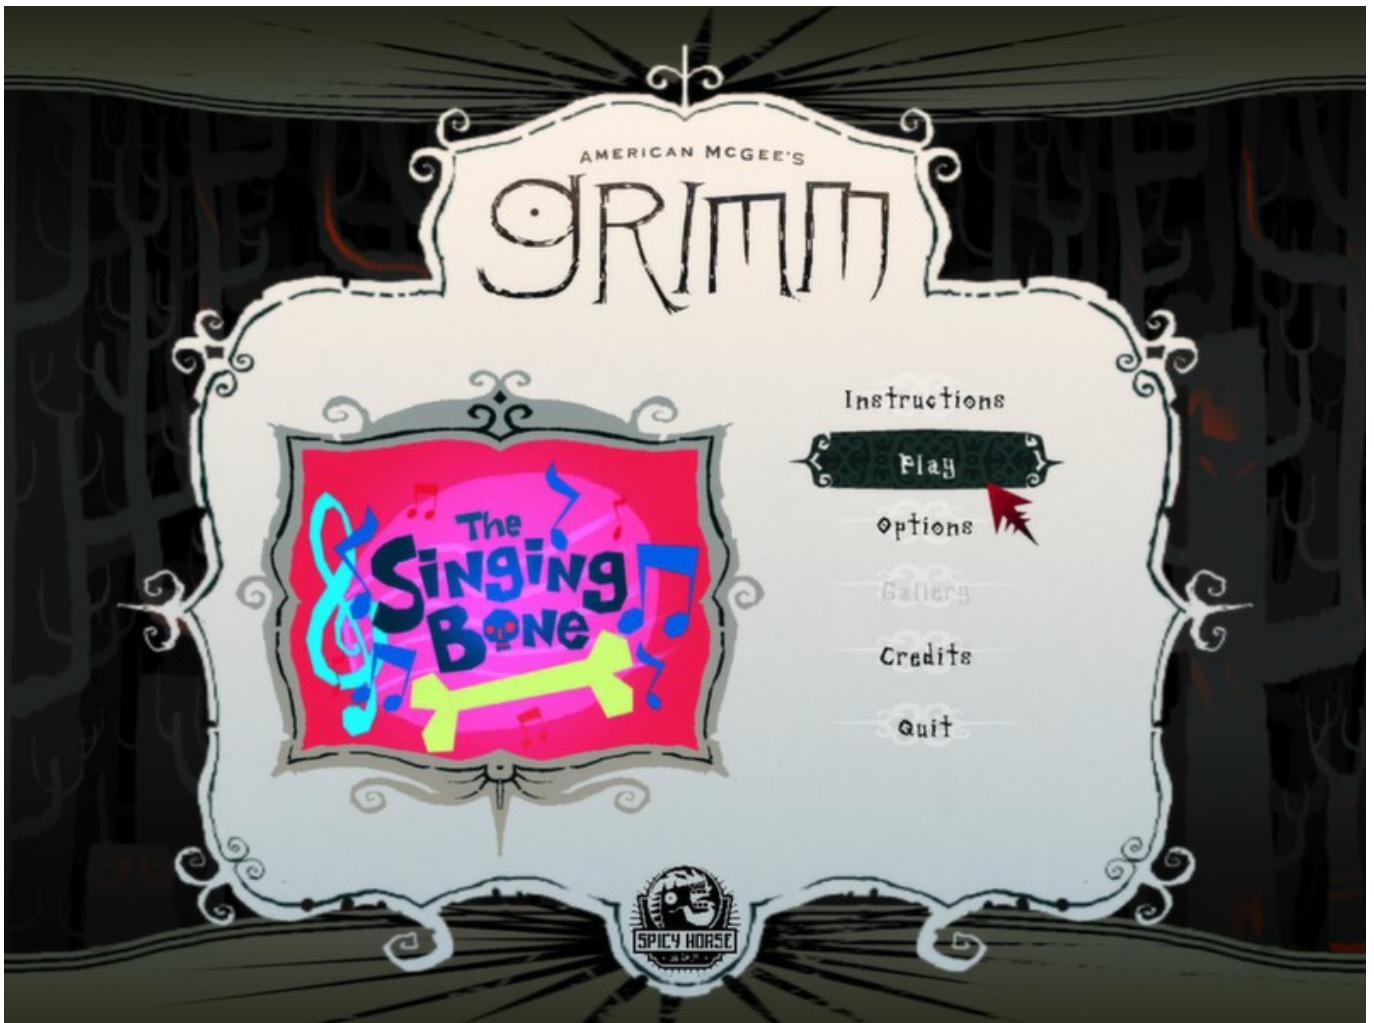 AMERICAN McGEE'S
gRIMM
The
Singing
Bone
Instructions
Play
Options
Gallery
Credits
Quit
SPICY HORSE